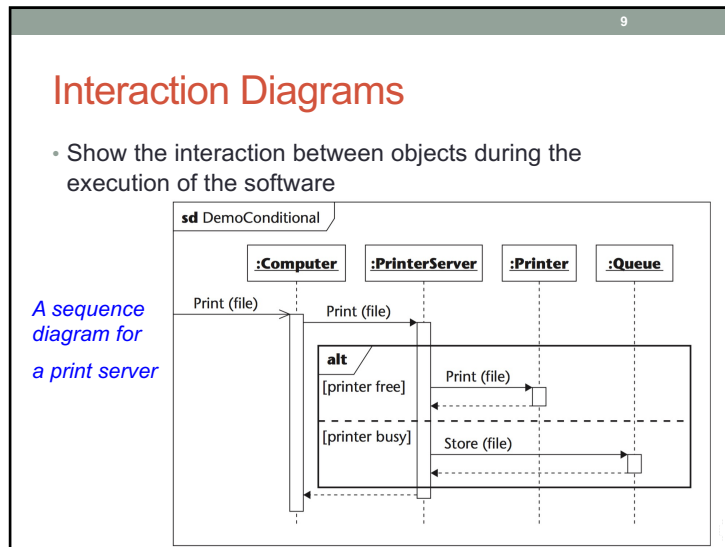 9
Interaction Diagrams
• Show the interaction between objects during the
execution of the software
sd DemoConditional
:Computer :PrinterServer :Printer :Queue
A sequence
diagram for
a print server
Print (file)
Print (file)
alt
[printer free]
Print (file)
[printer busy]
Store (file)